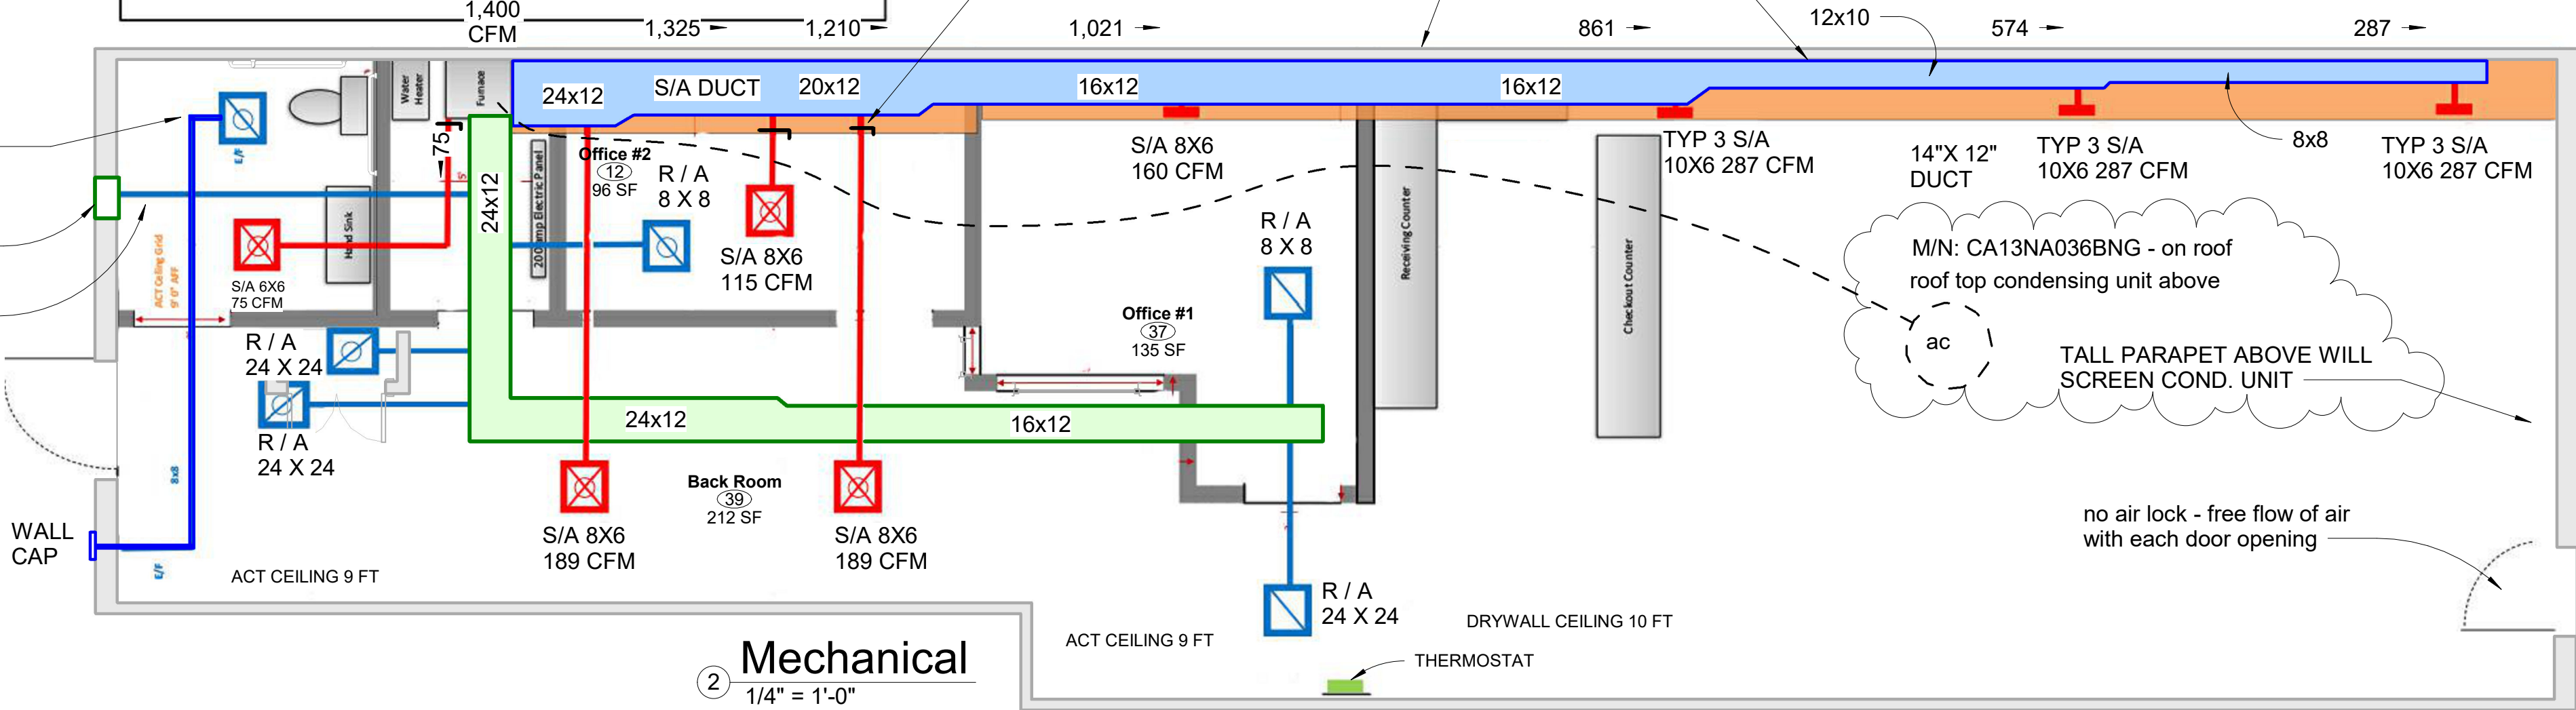 1,400
CFM
1,325
1,210
1,021
861
12x10
574
287
Water
Heater
Furnace
24x12
S/A DUCT
20x12
16x12
16x12
E/F
75
5'
24x12
200 amp Electric Panel
Office #2
12
96 SF
R / A
8 X 8
S/A 8X6
115 CFM
S/A 8X6
160 CFM
TYP 3 S/A
10X6 287 CFM
14"X 12"
DUCT
TYP 3 S/A
10X6 287 CFM
8x8
TYP 3 S/A
10X6 287 CFM
Hand Sink
ACT Ceiling Grid
9' 0" AFF
S/A 6X6
75 CFM
R / A
8 X 8
Receiving Counter
Checkout Counter
M/N: CA13NA036BNG - on roof
roof top condensing unit above
ac
TALL PARAPET ABOVE WILL
SCREEN COND. UNIT
Office #1
37
135 SF
R / A
24 X 24
R / A
24 X 24
24x12
16x12
8x8
Back Room
39
212 SF
S/A 8X6
189 CFM
S/A 8X6
189 CFM
WALL
CAP
E/F
ACT CEILING 9 FT
no air lock - free flow of air
with each door opening
R / A
24 X 24
DRYWALL CEILING 10 FT
ACT CEILING 9 FT
THERMOSTAT
2
Mechanical
1/4" = 1'-0"